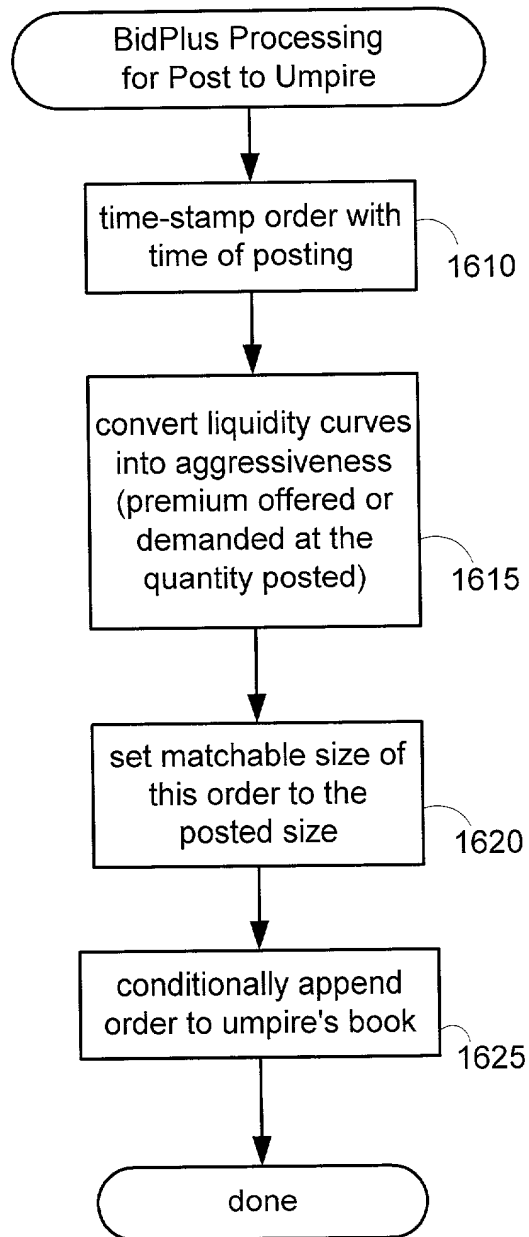 BidPlus Processing
for Post to Umpire
time-stamp order with
time of posting
1610
convert liquidity curves
into aggressiveness
(premium offered or
demanded at the
quantity posted)
1615
set matchable size of
this order to the
posted size
1620
conditionally append
order to umpire's book
1625
done